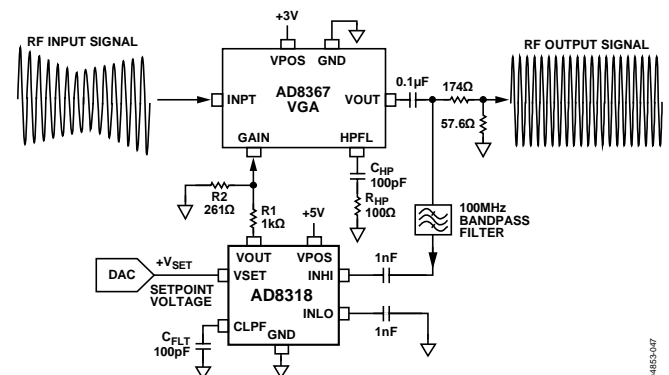 RF INPUT SIGNAL
+3V
RF OUTPUT SIGNAL
VPOS
GND
INPT
AD8367
VGA
VOUT
0.1µF
174Ω
57.6Ω
GAIN
HPFL
CHP
100pF
RHP
100Ω
R2
261Ω
R1
1kΩ
+5V
100MHz
BANDPASS
FILTER
DAC
+VSET
SETPOINT
VOLTAGE
VOUT
VPOS
VSET
INHI
1nF
AD8318
INLO
1nF
CLPF
GND
CFLT
100pF